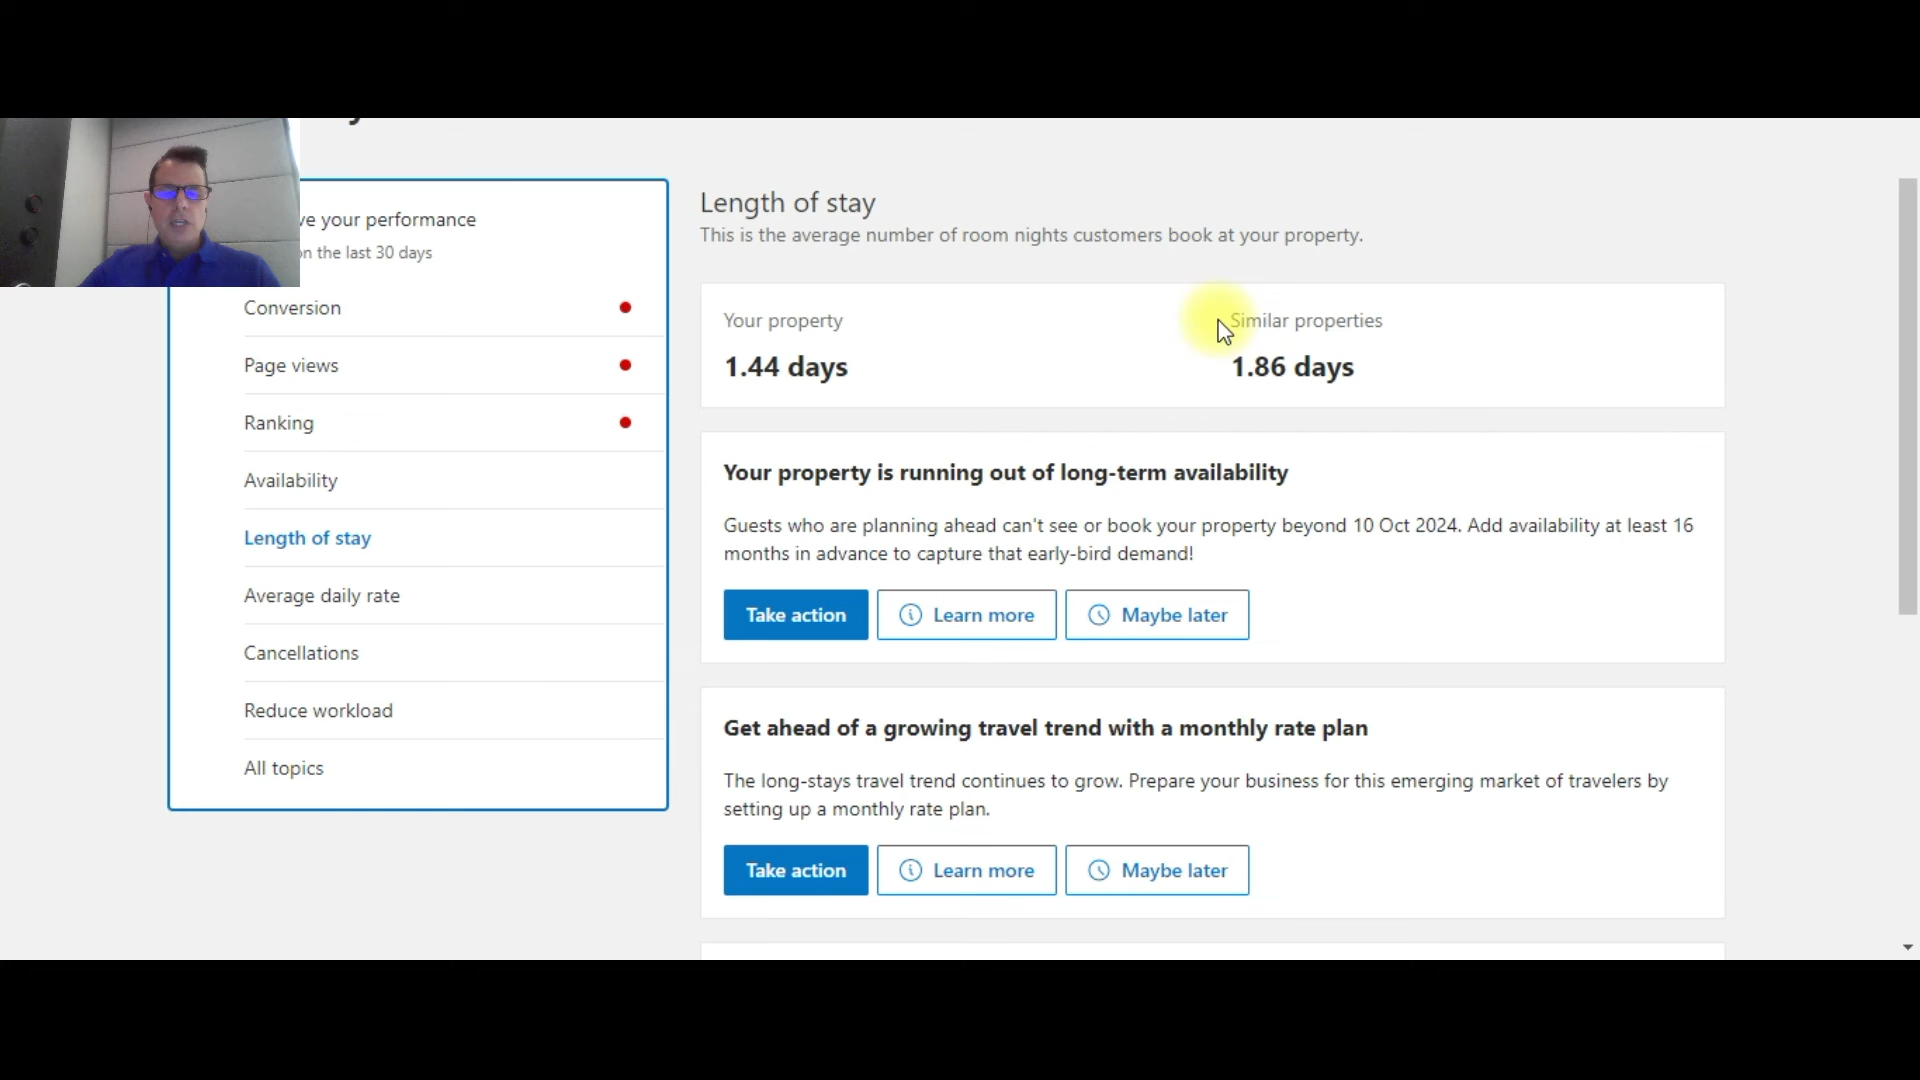 ve your performance
on the last 30 days
Conversion
Page views
Ranking
Availability
Length of stay
Average daily rate
Cancellations
Reduce workload
All topics
Length of stay
This is the average number of room nights customers book at your property.
Your property
1.44 days
Similar properties
1.86 days
Your property is running out of long-term availability
Guests who are planning ahead can't see or book your property beyond 10 Oct 2024. Add availability at least 16
months in advance to capture that early-bird demand!
Take action
Learn more
Maybe later
Get ahead of a growing travel trend with a monthly rate plan
The long-stays travel trend continues to grow. Prepare your business for this emerging market of travelers by
setting up a monthly rate plan.
Take action
Learn more
Maybe later